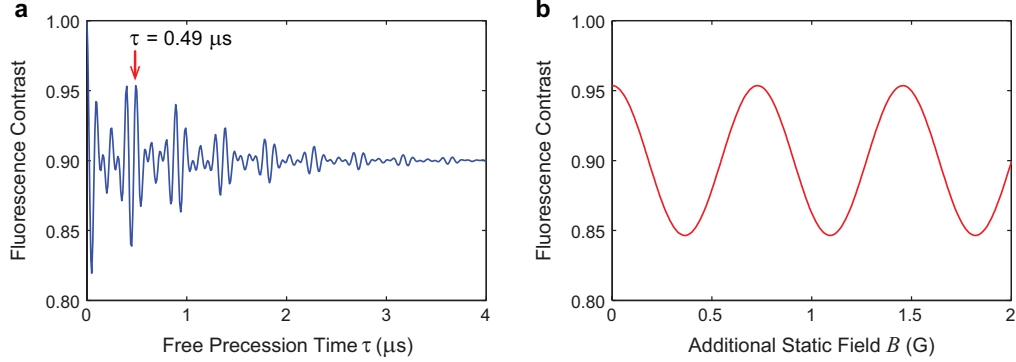 a
τ = 0.49 μs
1.00
0.95
0.90
0.85
0.80
Fluorescence Contrast
0
1
2
3
4
Free Precession Time τ (μs)
b
1.00
0.95
0.90
0.85
0.80
Fluorescence Contrast
0
0.5
1
1.5
2
Additional Static Field B (G)